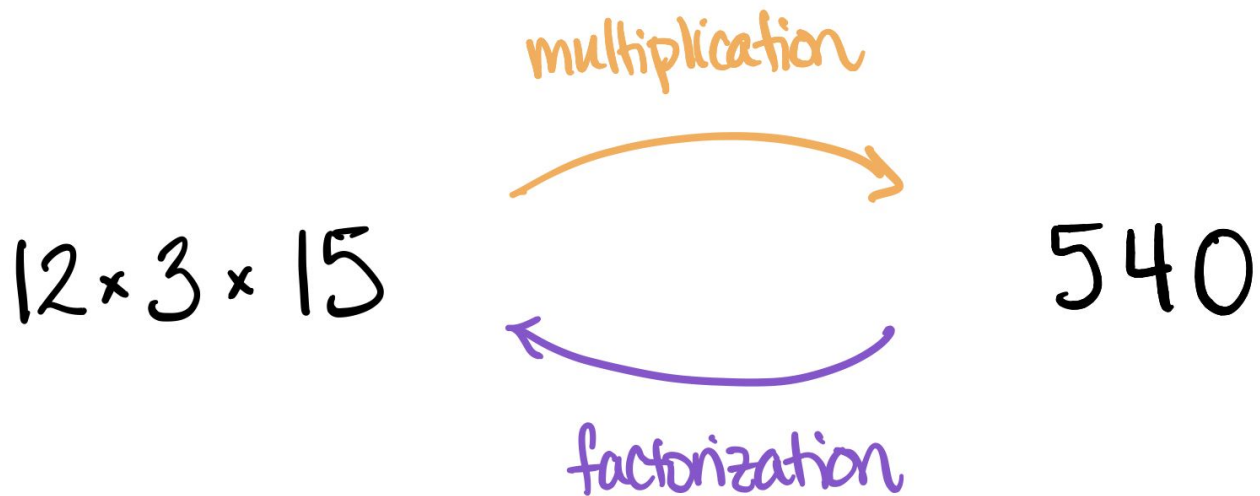 multiplication
12 × 3 × 15
540
factorization